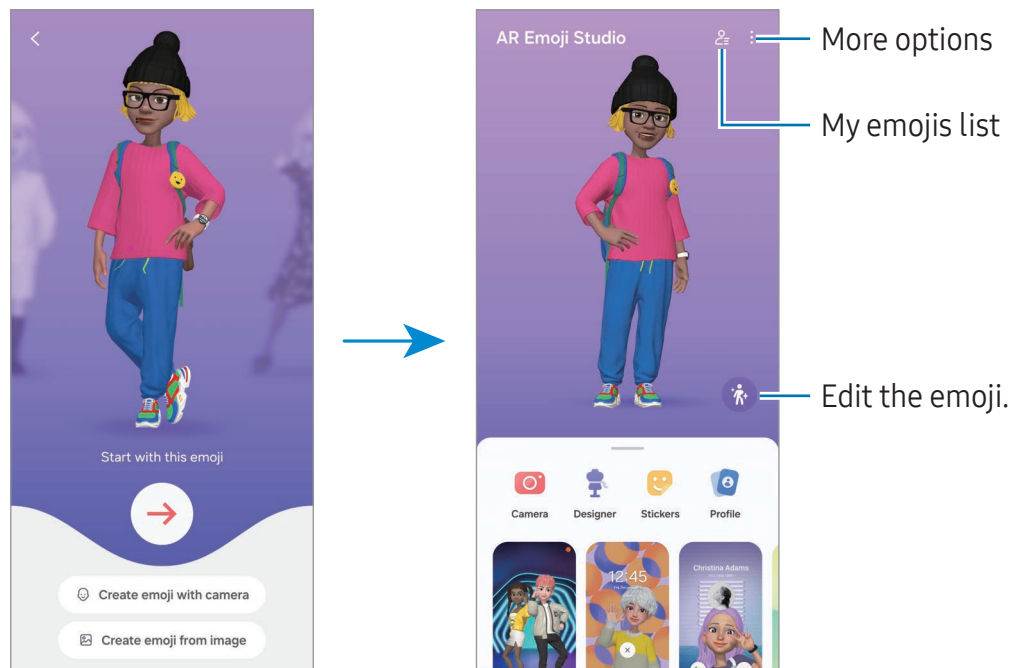 Start with this emoji
Create emoji with camera
Create emoji from image
AR Emoji Studio
More options
My emojis list
Edit the emoji.
Camera
Designer
Stickers
Profile
12:45
Christina Adams